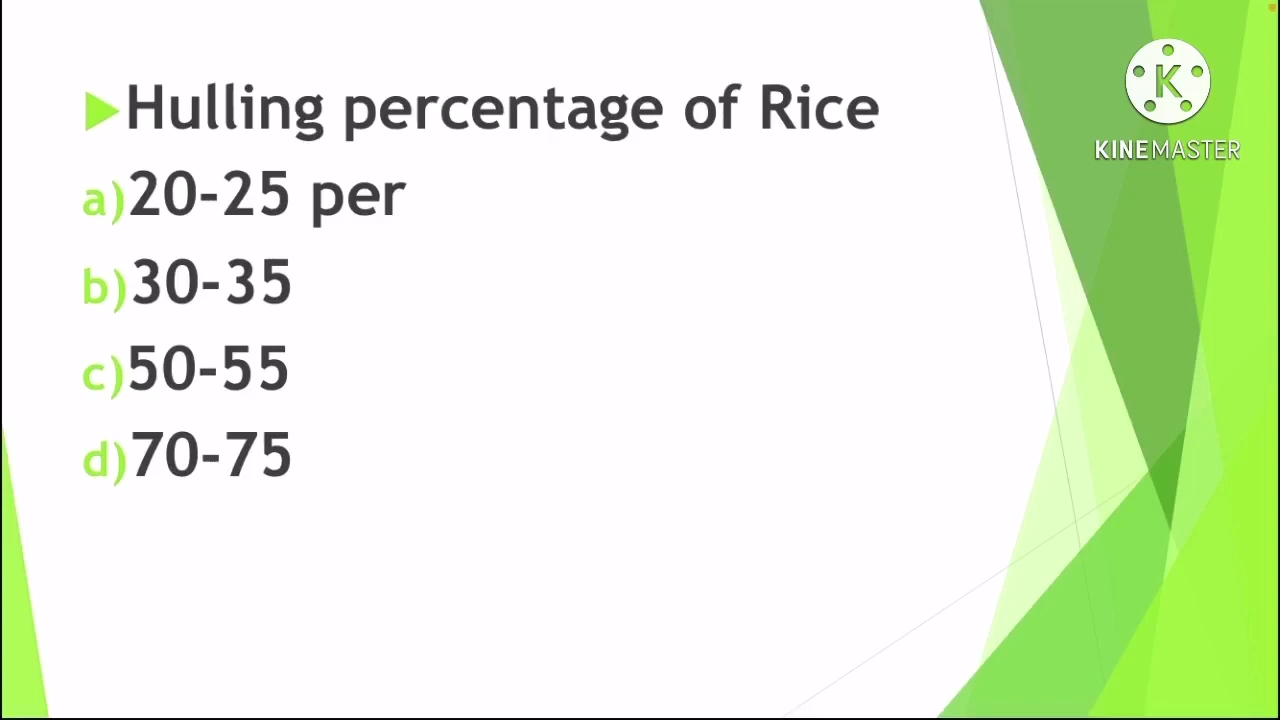 Hulling percentage of Rice
a)20-25 per
b)30-35
c)50-55
d)70-75
K
KINEMASTER